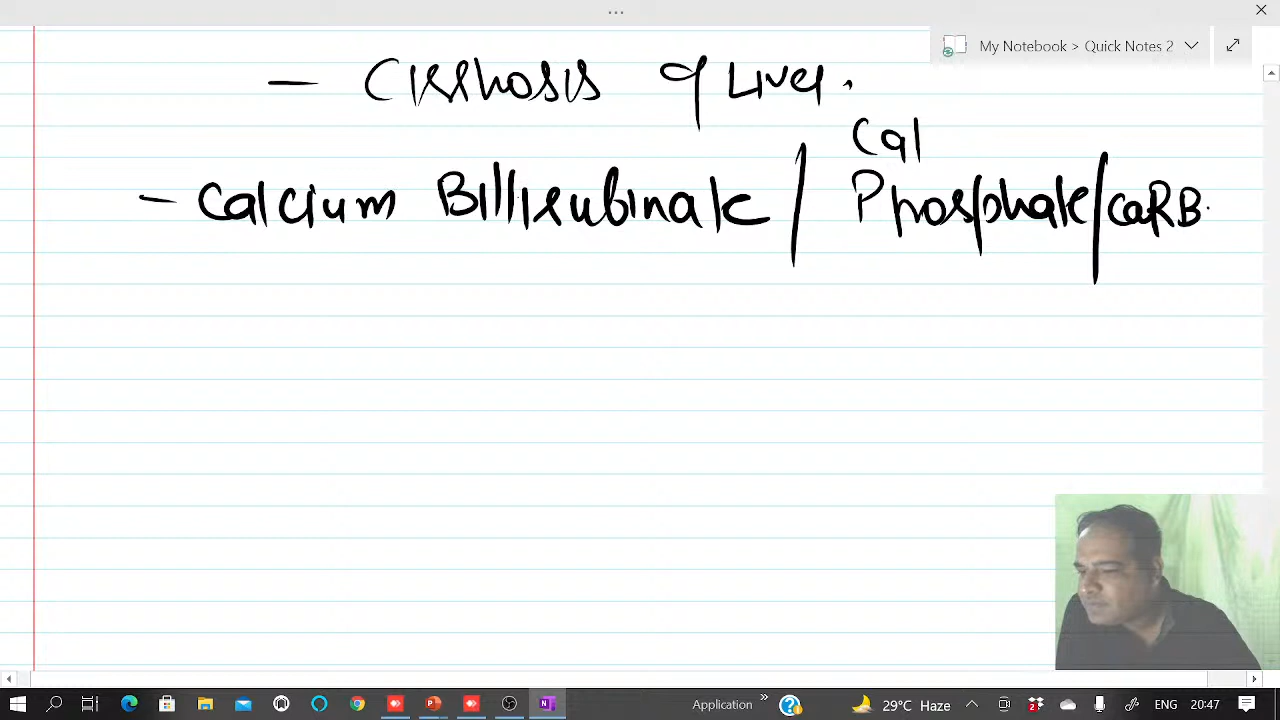 My Notebook > Quick Notes 2
- Cirrhosis of Liver.
Cal
- Calcium Billirubinate / Phosphate/CaRB.
Application
29°C Haze
ENG
20:47